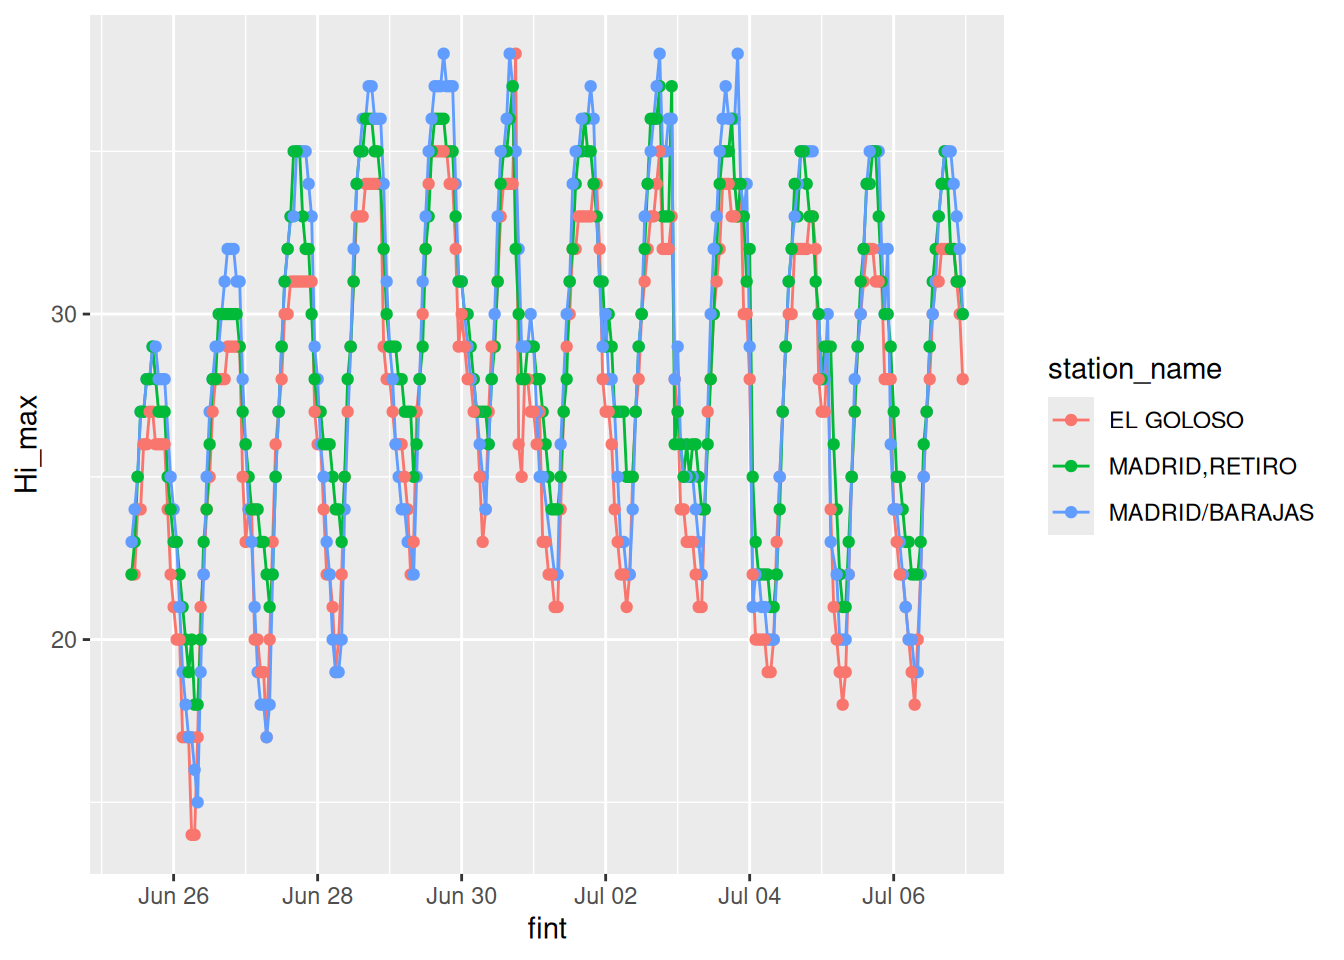 Hi_max
30
20
Jun 26
Jun 28
Jun 30
Jul 02
Jul 04
Jul 06
fint
station_name
EL GOLOSO
MADRID,RETIRO
MADRID/BARAJAS